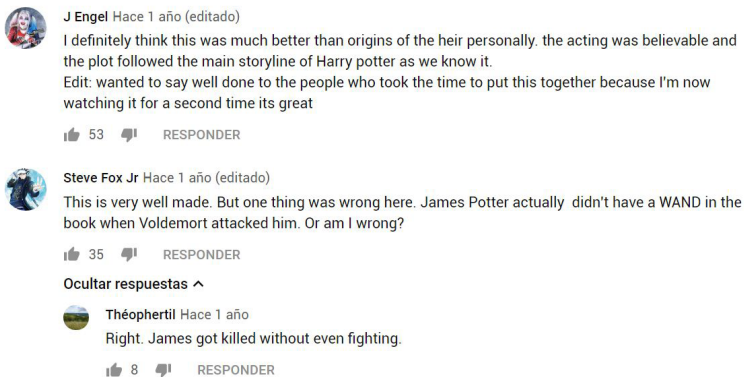 J Engel Hace 1 año (editado)
I definitely think this was much better than origins of the heir personally. the acting was believable and
the plot followed the main storyline of Harry potter as we know it.
Edit: wanted to say well done to the people who took the time to put this together because I'm now
watching it for a second time its great
53 RESPONDER
Steve Fox Jr Hace 1 año (editado)
This is very well made. But one thing was wrong here. James Potter actually  didn't have a WAND in the
book when Voldemort attacked him. Or am I wrong?
35 RESPONDER
Ocultar respuestas
Théophertil Hace 1 año
Right. James got killed without even fighting.
8 RESPONDER